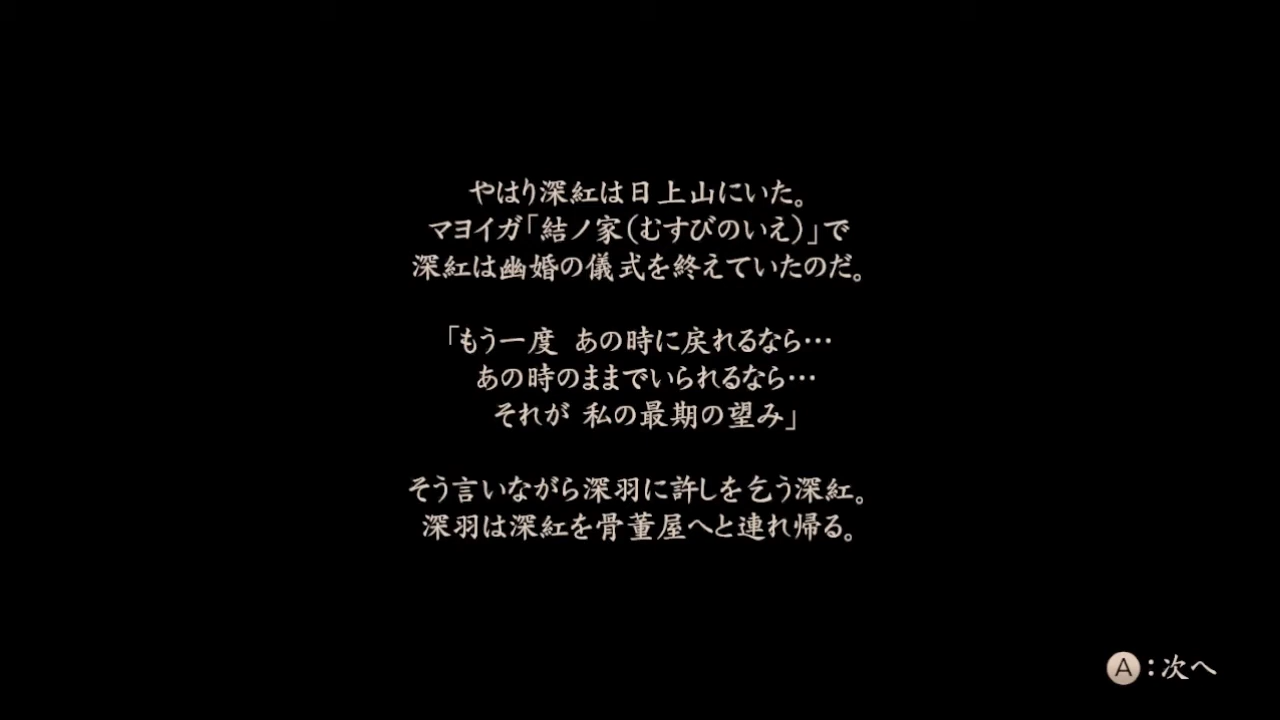 やはり深紅は日上山にいた。
マヨイガ「結ノ家(むすびのいえ)」で
深紅は幽婚の儀式を終えていたのだ。
「もう一度 あの時に戻れるなら…
あの時のままでいられるなら…
それが 私の最期の望み」
そう言いながら深羽に許しを乞う深紅。
深羽は深紅を骨董屋へと連れ帰る。
A:次へ